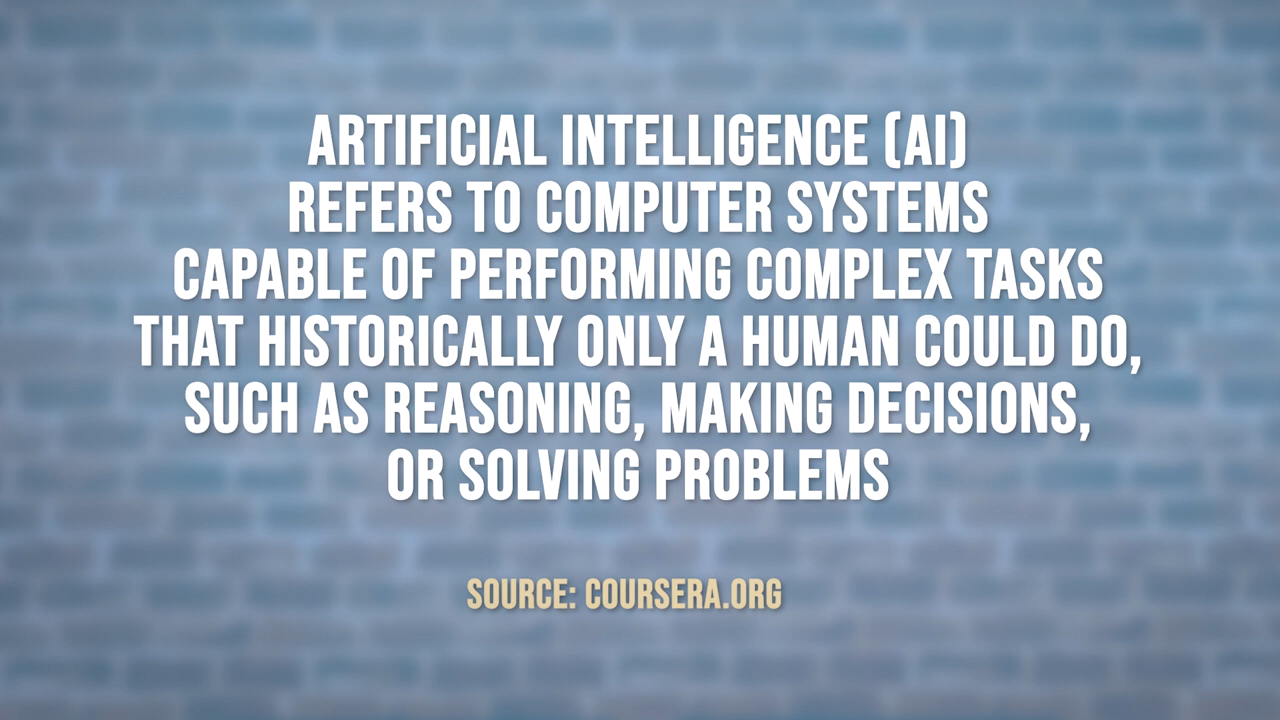 ARTIFICIAL INTELLIGENCE (AI)
REFERS TO COMPUTER SYSTEMS
CAPABLE OF PERFORMING COMPLEX TASKS
THAT HISTORICALLY ONLY A HUMAN COULD DO,
SUCH AS REASONING, MAKING DECISIONS,
OR SOLVING PROBLEMS
SOURCE: COURSERA.ORG